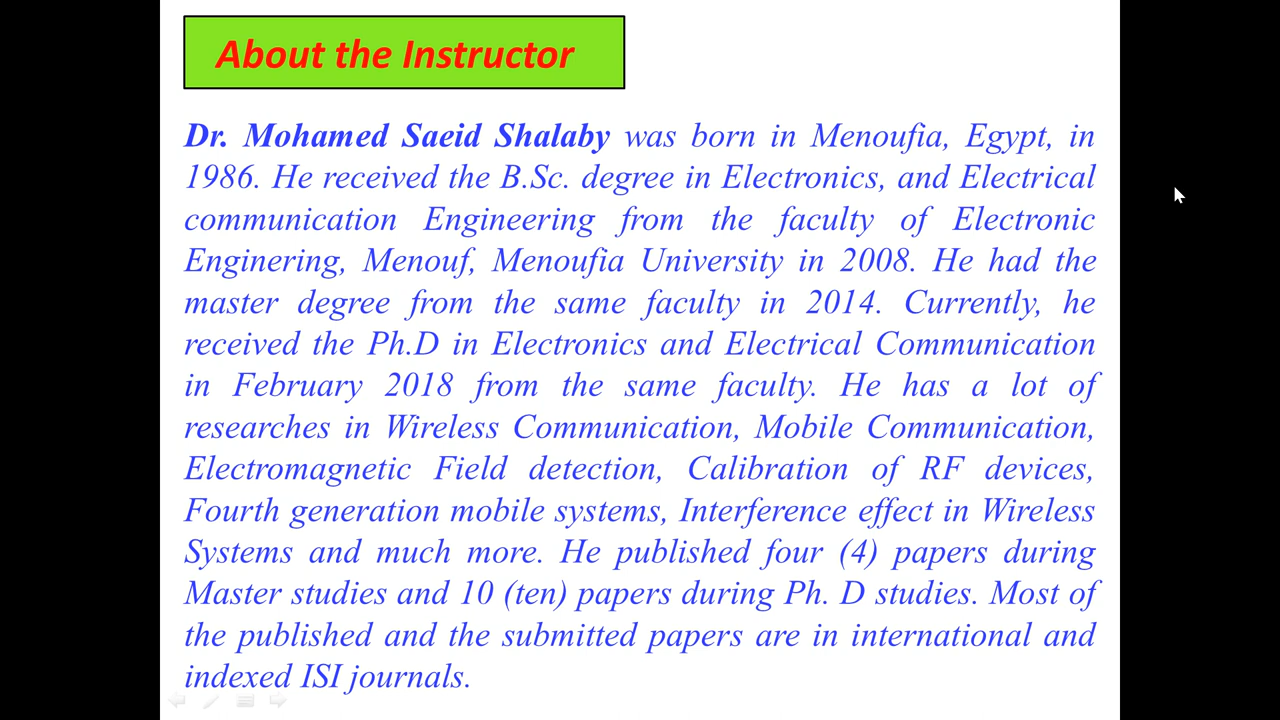 About the Instructor
Dr. Mohamed Saeid Shalaby was born in Menoufia, Egypt, in
1986. He received the B.Sc. degree in Electronics, and Electrical
communication Engineering from the faculty of Electronic
Enginering, Menouf, Menoufia University in 2008. He had the
master degree from the same faculty in 2014. Currently, he
received the Ph.D in Electronics and Electrical Communication
in February 2018 from the same faculty. He has a lot of
researches in Wireless Communication, Mobile Communication,
Electromagnetic Field detection, Calibration of RF devices,
Fourth generation mobile systems, Interference effect in Wireless
Systems and much more. He published four (4) papers during
Master studies and 10 (ten) papers during Ph. D studies. Most of
the published and the submitted papers are in international and
indexed ISI journals.